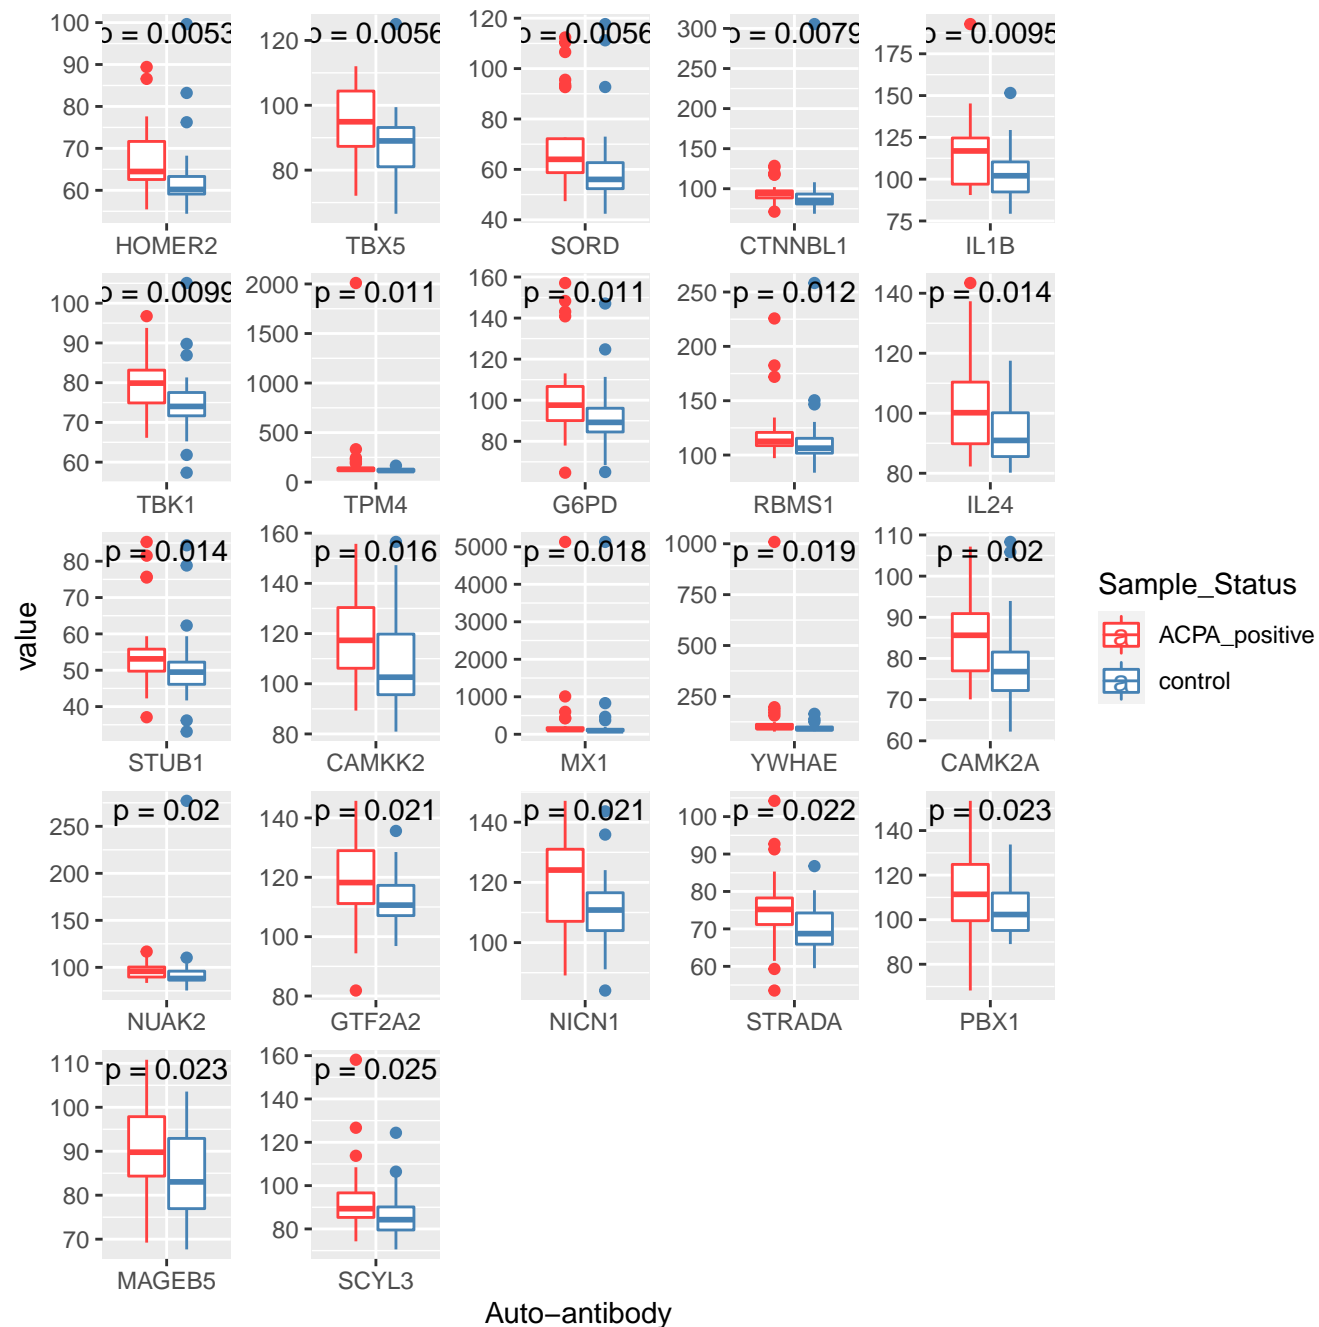 value
100
90
80
70
60
p = 0.0053
HOMER2
120
100
80
p = 0.0056
TBX5
120
100
80
60
40
p = 0.0056
SORD
300
250
200
150
100
p = 0.0079
CTNNBL1
175
150
125
100
75
p = 0.0095
IL1B
100
90
80
70
60
p = 0.0099
TBK1
2000
1500
1000
500
0
p = 0.011
TPM4
160
140
120
100
80
p = 0.011
G6PD
250
200
150
100
p = 0.012
RBMS1
140
120
100
80
p = 0.014
IL24
80
70
60
50
40
p = 0.014
STUB1
160
140
120
100
80
p = 0.016
CAMKK2
5000
4000
3000
2000
1000
0
p = 0.018
MX1
1000
750
500
250
p = 0.019
YWHAE
110
100
90
80
70
60
p = 0.02
CAMK2A
250
200
150
100
p = 0.02
NUAK2
140
120
100
80
p = 0.021
GTF2A2
140
120
100
p = 0.021
NICN1
100
90
80
70
60
p = 0.022
STRADA
140
120
100
80
p = 0.023
PBX1
110
100
90
80
70
p = 0.023
MAGEB5
160
140
120
100
80
p = 0.025
SCYL3
Auto−antibody
Sample_Status
a ACPA_positive
a control